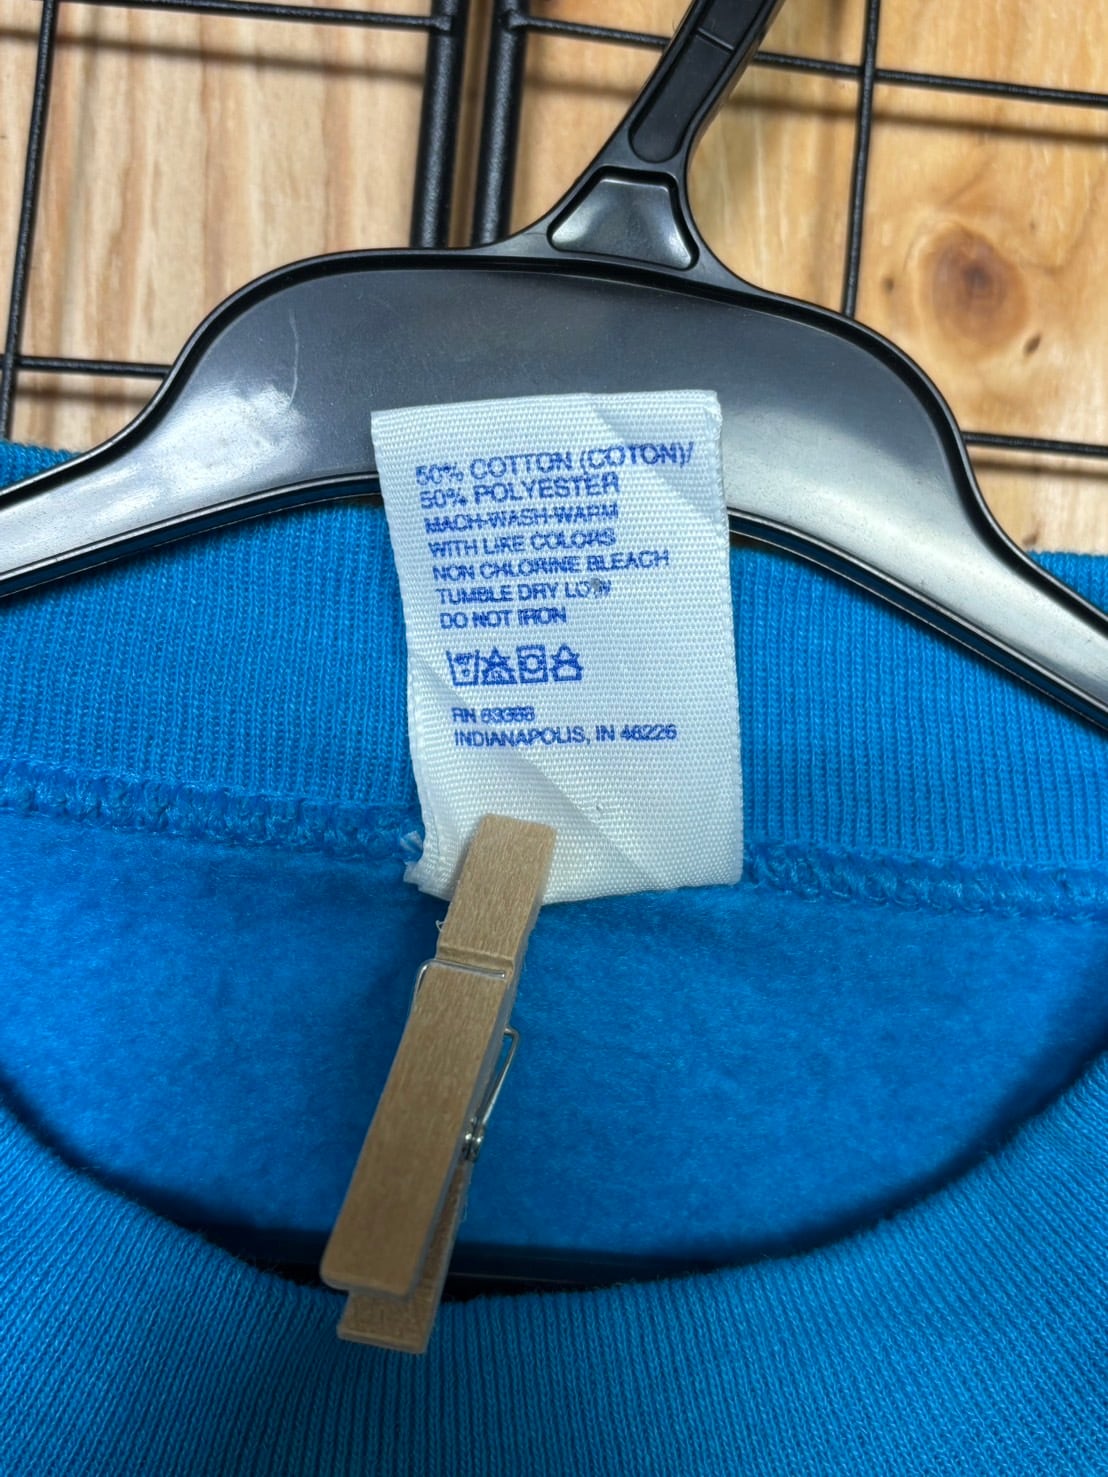 50% COTTON (COTON)/
50% POLYESTER
MACH-WASH-WARM
WITH LIKE COLORS
NON CHLORINE BLEACH
TUMBLE DRY LOW
DO NOT IRON
RN 63388
INDIANAPOLIS, IN 46226